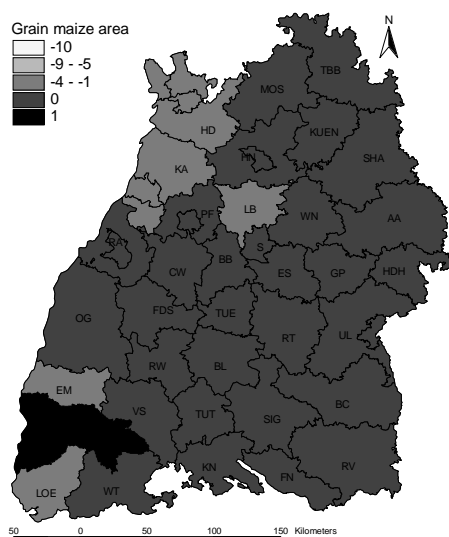 Grain maize area
-10
-9 - -5
-4 - -1
0
1
N
TBB
MOS
HD
KUEN
HN
SHA
KA
LB
PF
WN
AA
RA
S
BB
CW
ES
GP
HDH
OG
FDS
TUE
RT
UL
RW
BL
EM
VS
BC
TUT
SIG
KN
RV
LOE
WT
FN
50 0 50 100 150 Kilometers